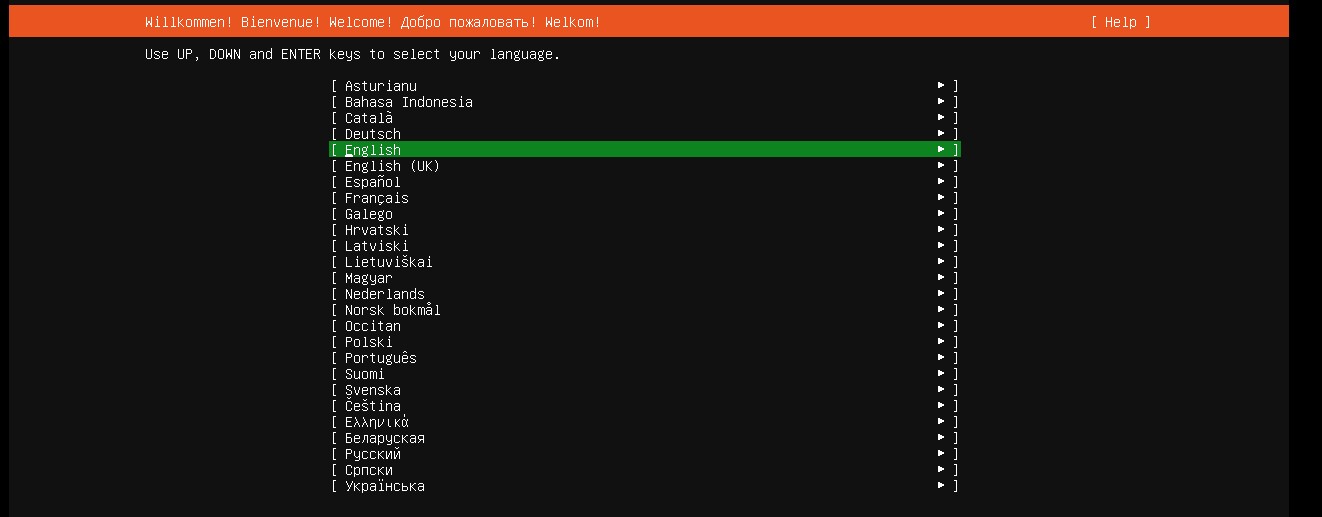 Willkommen! Bienvenue! Welcome! Добро пожаловать! Welkom! [ Help ]
Use UP, DOWN and ENTER keys to select your language.
[ Asturianu ► ]
[ Bahasa Indonesia ► ]
[ Català ► ]
[ Deutsch ► ]
[ English ► ]
[ English (UK) ► ]
[ Español ► ]
[ Français ► ]
[ Galego ► ]
[ Hrvatski ► ]
[ Latviski ► ]
[ Lietuviškai ► ]
[ Magyar ► ]
[ Nederlands ► ]
[ Norsk bokmål ► ]
[ Occitan ► ]
[ Polski ► ]
[ Português ► ]
[ Suomi ► ]
[ Svenska ► ]
[ Čeština ► ]
[ Ελληνικά ► ]
[ Беларуская ► ]
[ Русский ► ]
[ Српски ► ]
[ Українська ► ]